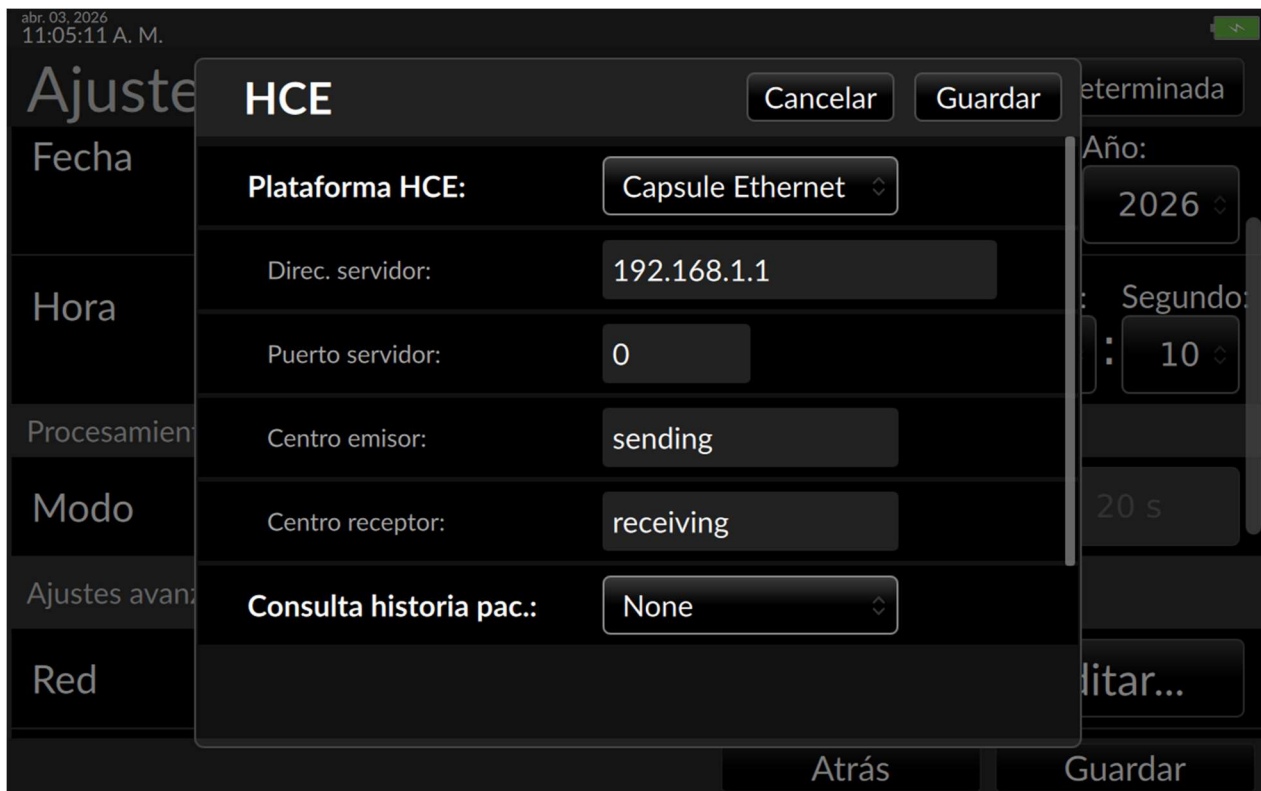 abr. 03, 2026
11:05:11 A. M.
Ajuste
eterminada
HCE
Cancelar
Guardar
Fecha
Año:
2026
Plataforma HCE:
Capsule Ethernet
Direc. servidor:
192.168.1.1
Hora
: Segundo:
: 10
Puerto servidor:
0
Procesamien
Centro emisor:
sending
Modo
20 s
Centro receptor:
receiving
Ajustes avan
Consulta historia pac.:
None
Red
ditar...
Atrás
Guardar